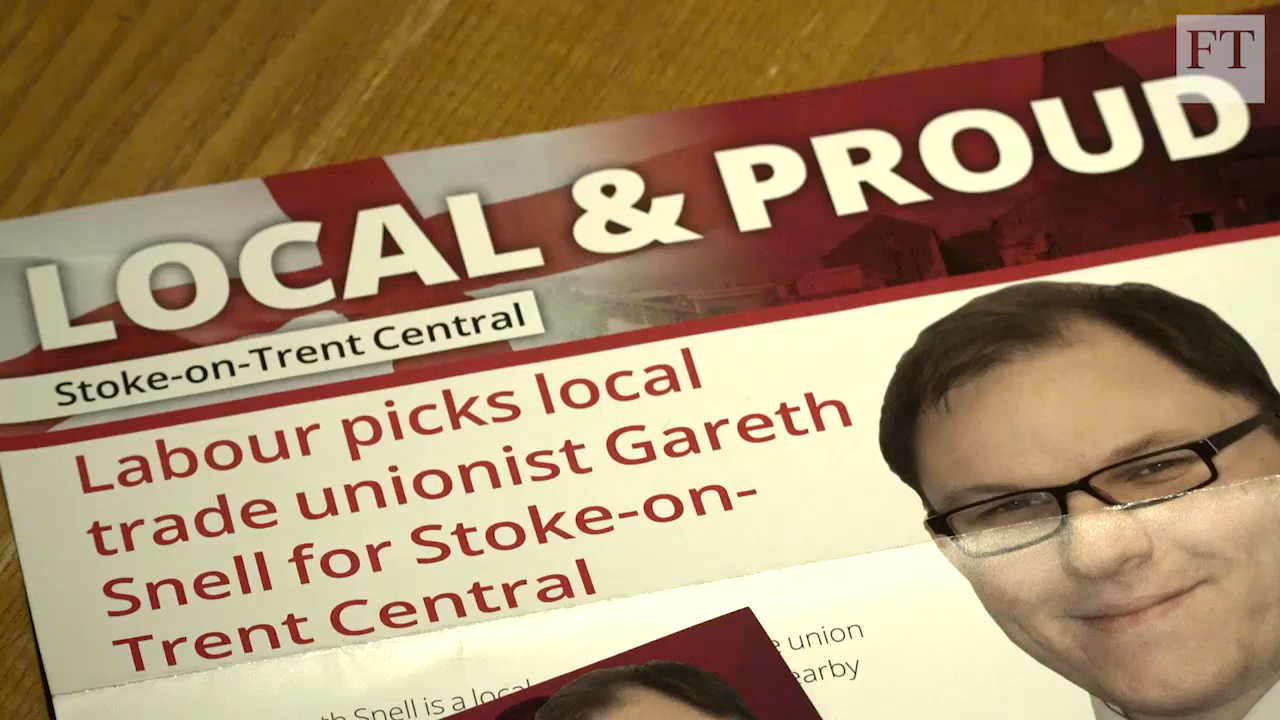 FT
LOCAL & PROUD
Stoke-on-Trent Central
Labour picks local
trade unionist Gareth
Snell for Stoke-on-
Trent Central
union
Snell is a local